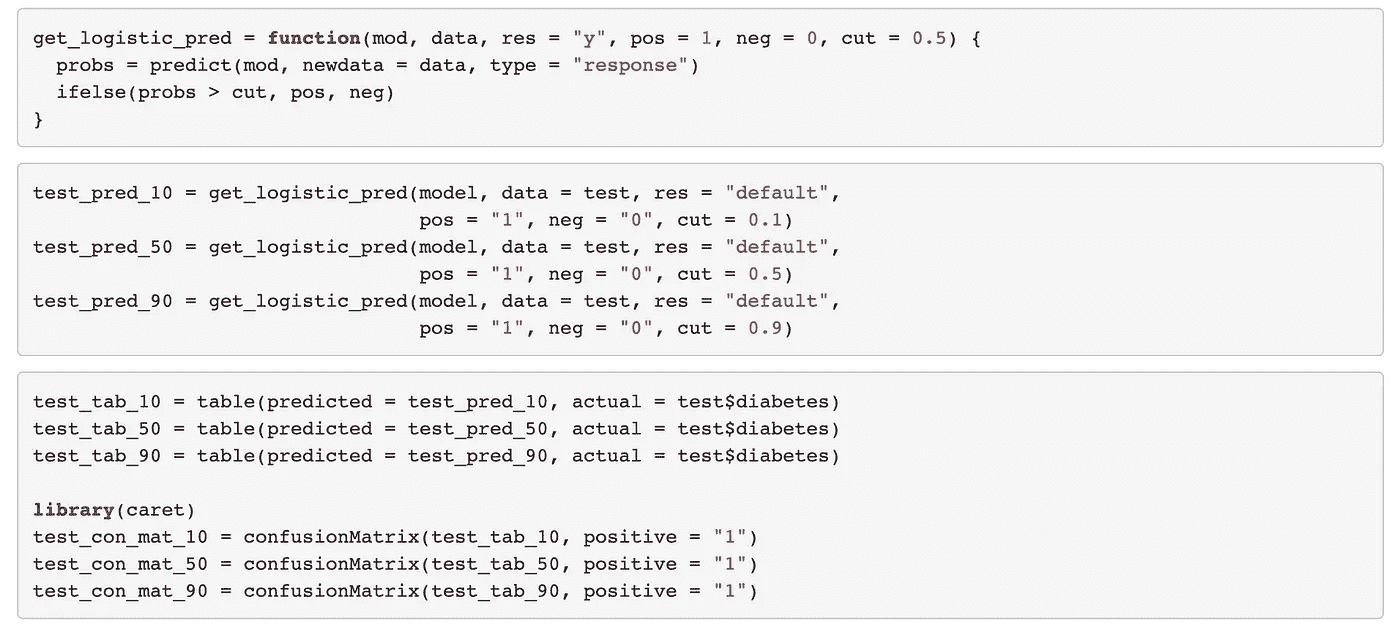 get_logistic_pred = function(mod, data, res = "y", pos = 1, neg = 0, cut = 0.5) {
  probs = predict(mod, newdata = data, type = "response")
  ifelse(probs > cut, pos, neg)
}
test_pred_10 = get_logistic_pred(model, data = test, res = "default",
                                 pos = "1", neg = "0", cut = 0.1)
test_pred_50 = get_logistic_pred(model, data = test, res = "default",
                                 pos = "1", neg = "0", cut = 0.5)
test_pred_90 = get_logistic_pred(model, data = test, res = "default",
                                 pos = "1", neg = "0", cut = 0.9)
test_tab_10 = table(predicted = test_pred_10, actual = test$diabetes)
test_tab_50 = table(predicted = test_pred_50, actual = test$diabetes)
test_tab_90 = table(predicted = test_pred_90, actual = test$diabetes)
library(caret)
test_con_mat_10 = confusionMatrix(test_tab_10, positive = "1")
test_con_mat_50 = confusionMatrix(test_tab_50, positive = "1")
test_con_mat_90 = confusionMatrix(test_tab_90, positive = "1")